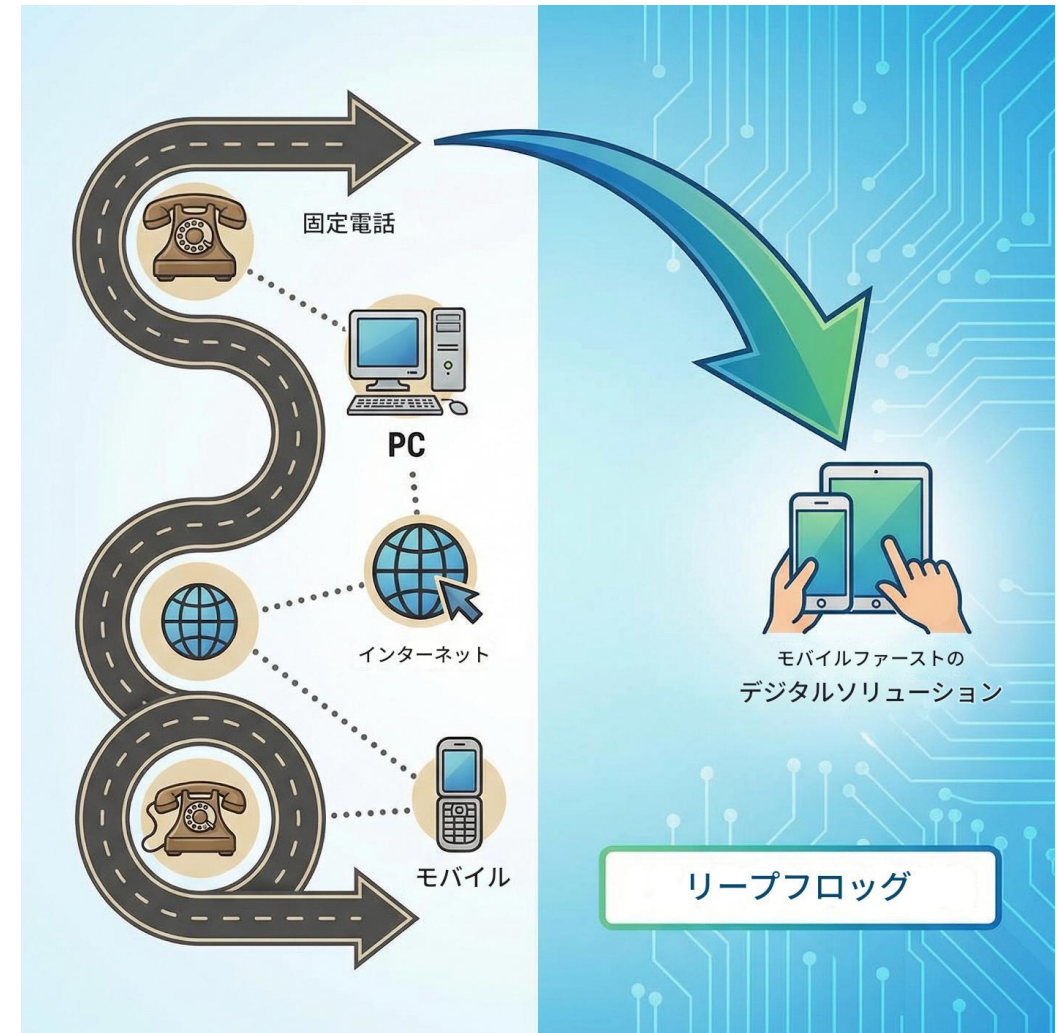 固定電話
PC
インターネット
モバイル
モバイルファーストの
デジタルソリューション
リープフロッグ